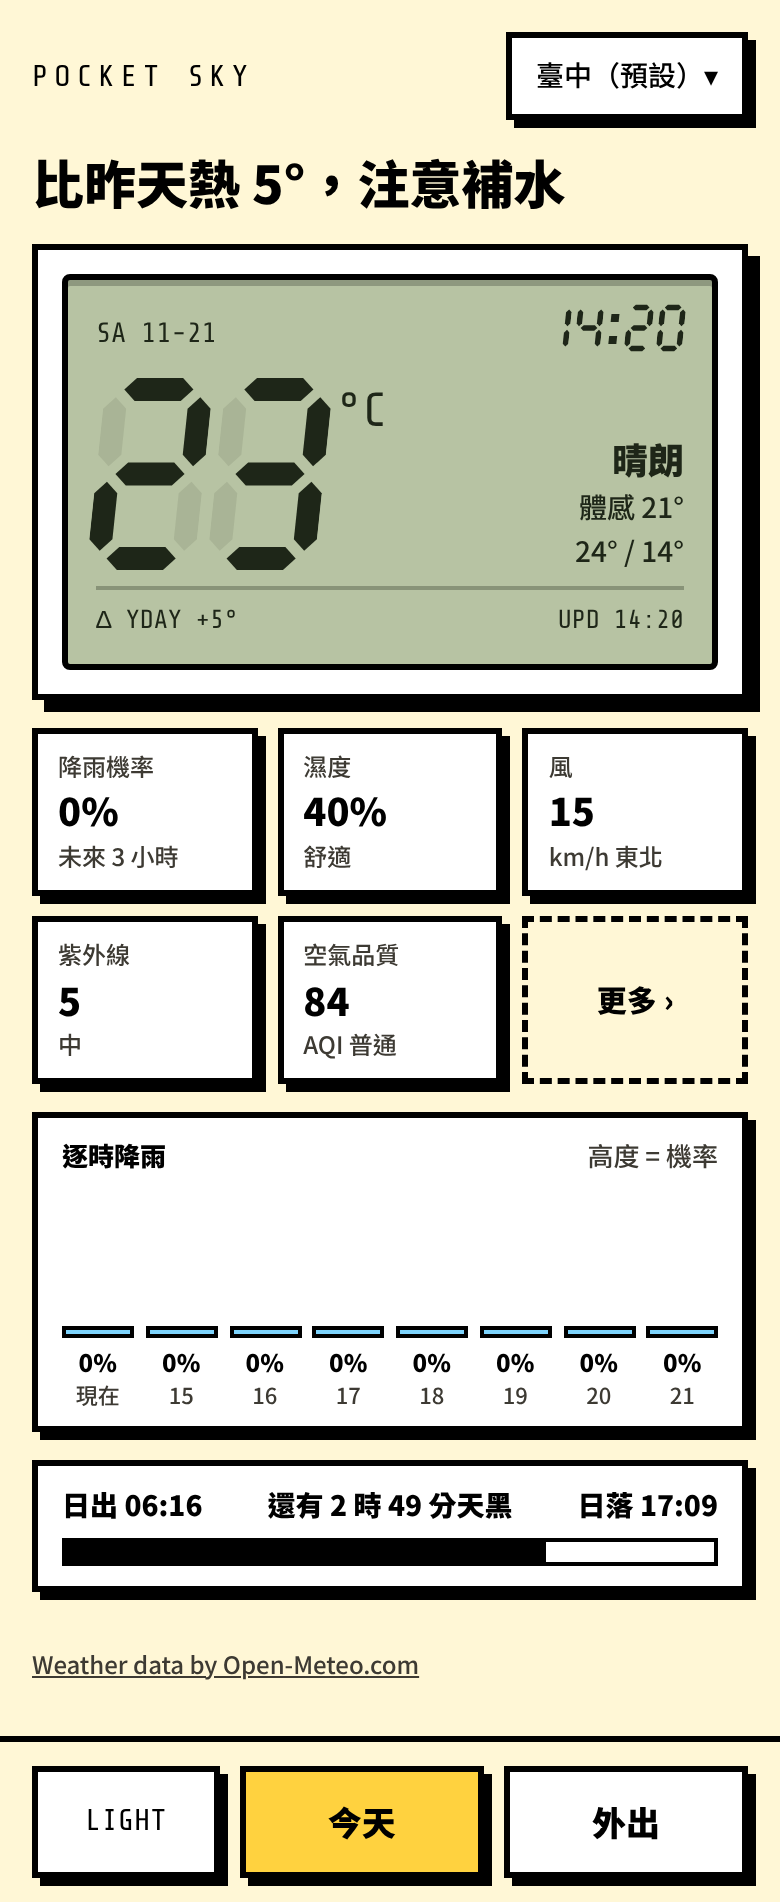 POCKET SKY
臺中（預設）▾
比昨天熱 5°，注意補水
SA 11-21
14:20
23
°C
晴朗
體感 21°
24° / 14°
Δ YDAY +5°
UPD 14:20
降雨機率
0%
未來 3 小時
濕度
40%
舒適
風
15
km/h 東北
紫外線
5
中
空氣品質
84
AQI 普通
更多 ›
逐時降雨
高度 = 機率
0% 0% 0% 0% 0% 0% 0% 0%
現在 15 16 17 18 19 20 21
日出 06:16
還有 2 時 49 分天黑
日落 17:09
Weather data by Open-Meteo.com
LIGHT
今天
外出